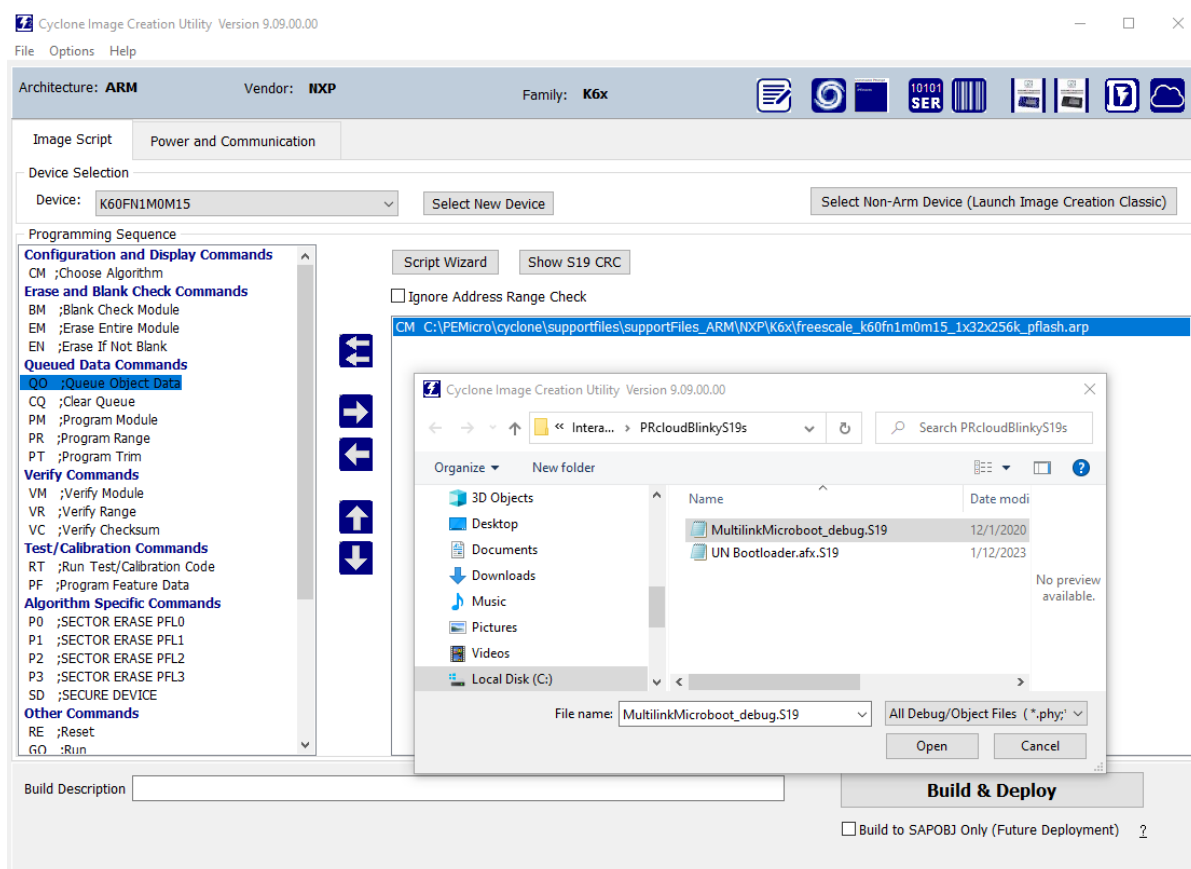 Cyclone Image Creation Utility Version 9.09.00.00
File Options Help
Architecture: ARM Vendor: NXP Family: K6x
10101
SER
Image Script Power and Communication
Device Selection
Device: K60FN1M0M15 Select New Device Select Non-Arm Device (Launch Image Creation Classic)
Programming Sequence
Configuration and Display Commands
CM ;Choose Algorithm
Erase and Blank Check Commands
BM ;Blank Check Module
EM ;Erase Entire Module
EN ;Erase If Not Blank
Queued Data Commands
QO ;Queue Object Data
CQ ;Clear Queue
PM ;Program Module
PR ;Program Range
PT ;Program Trim
Verify Commands
VM ;Verify Module
VR ;Verify Range
VC ;Verify Checksum
Test/Calibration Commands
RT ;Run Test/Calibration Code
PF ;Program Feature Data
Algorithm Specific Commands
P0 ;SECTOR ERASE PFL0
P1 ;SECTOR ERASE PFL1
P2 ;SECTOR ERASE PFL2
P3 ;SECTOR ERASE PFL3
SD ;SECURE DEVICE
Other Commands
RE ;Reset
GO ;Run
Script Wizard Show S19 CRC
Ignore Address Range Check
CM C:\PEMicro\cyclone\supportfiles\supportFiles_ARM\NXP\K6x\freescale_k60fn1m0m15_1x32x256k_pflash.arp
Cyclone Image Creation Utility Version 9.09.00.00
« Intera... › PRcloudBlinkyS19s Search PRcloudBlinkyS19s
Organize New folder ?
3D Objects
Desktop
Documents
Downloads
Music
Pictures
Videos
Local Disk (C:)
Name Date modi
MultilinkMicroboot_debug.S19 12/1/2020
UN Bootloader.afx.S19 1/12/2023
No preview
available.
File name: MultilinkMicroboot_debug.S19 All Debug/Object Files (*.phy;*
Open Cancel
Build Description Build & Deploy
Build to SAPOBJ Only (Future Deployment) ?